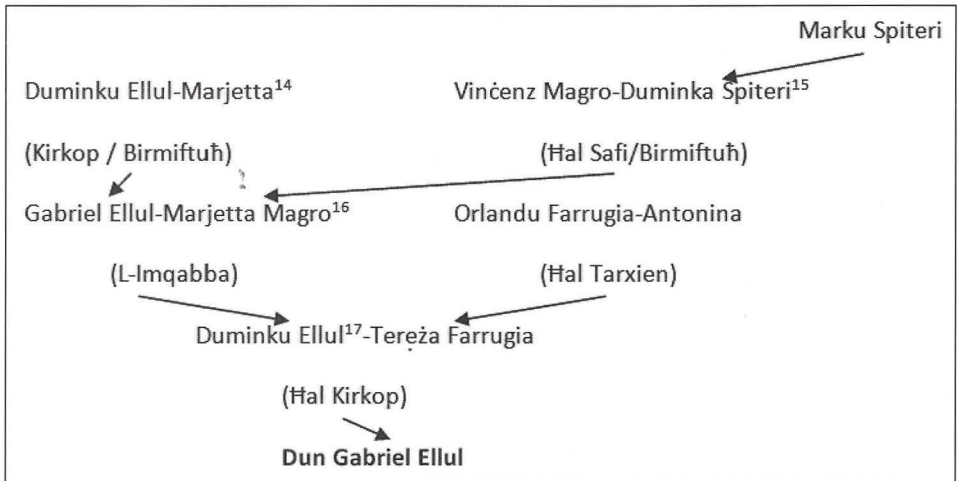 Marku Spiteri
Duminku Ellul-Marjetta¹⁴ Vinċenz Magro-Duminka Spiteri¹⁵
(Kirkop / Birmiftuħ) (Ħal Safi/Birmiftuħ)
Gabriel Ellul-Marjetta Magro¹⁶ Orlandu Farrugia-Antonina
(L-Imqabba) (Ħal Tarxien)
Duminku Ellul¹⁷-Tereża Farrugia
(Ħal Kirkop)
Dun Gabriel Ellul